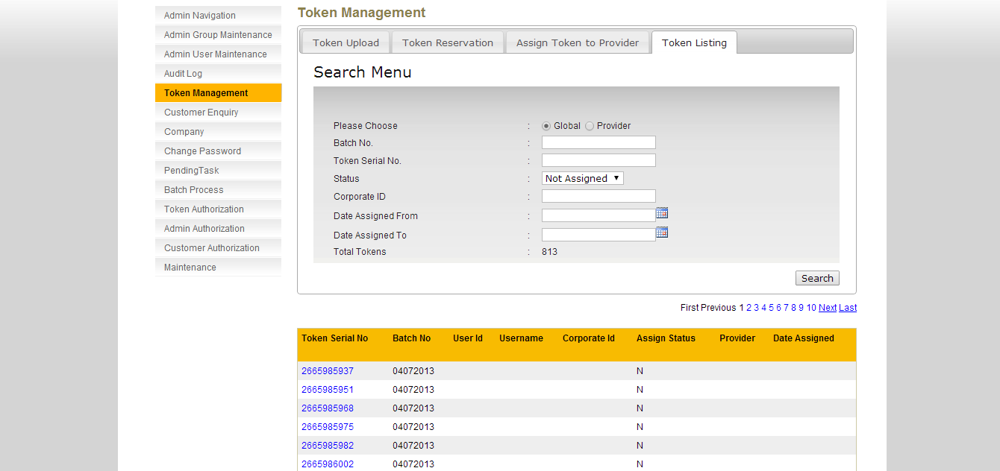 Admin Navigation
Admin Group Maintenance
Admin User Maintenance
Audit Log
Token Management
Customer Enquiry
Company
Change Password
PendingTask
Batch Process
Token Authorization
Admin Authorization
Customer Authorization
Maintenance
Token Management
Token Upload Token Reservation Assign Token to Provider Token Listing
Search Menu
Please Choose : Global Provider
Batch No. :
Token Serial No. :
Status : Not Assigned
Corporate ID :
Date Assigned From :
Date Assigned To :
Total Tokens : 813
Search
First Previous 1 2 3 4 5 6 7 8 9 10 Next Last
Token Serial No Batch No User Id Username Corporate Id Assign Status Provider Date Assigned
2665985937 04072013 N
2665985951 04072013 N
2665985968 04072013 N
2665985975 04072013 N
2665985982 04072013 N
2665986002 04072013 N